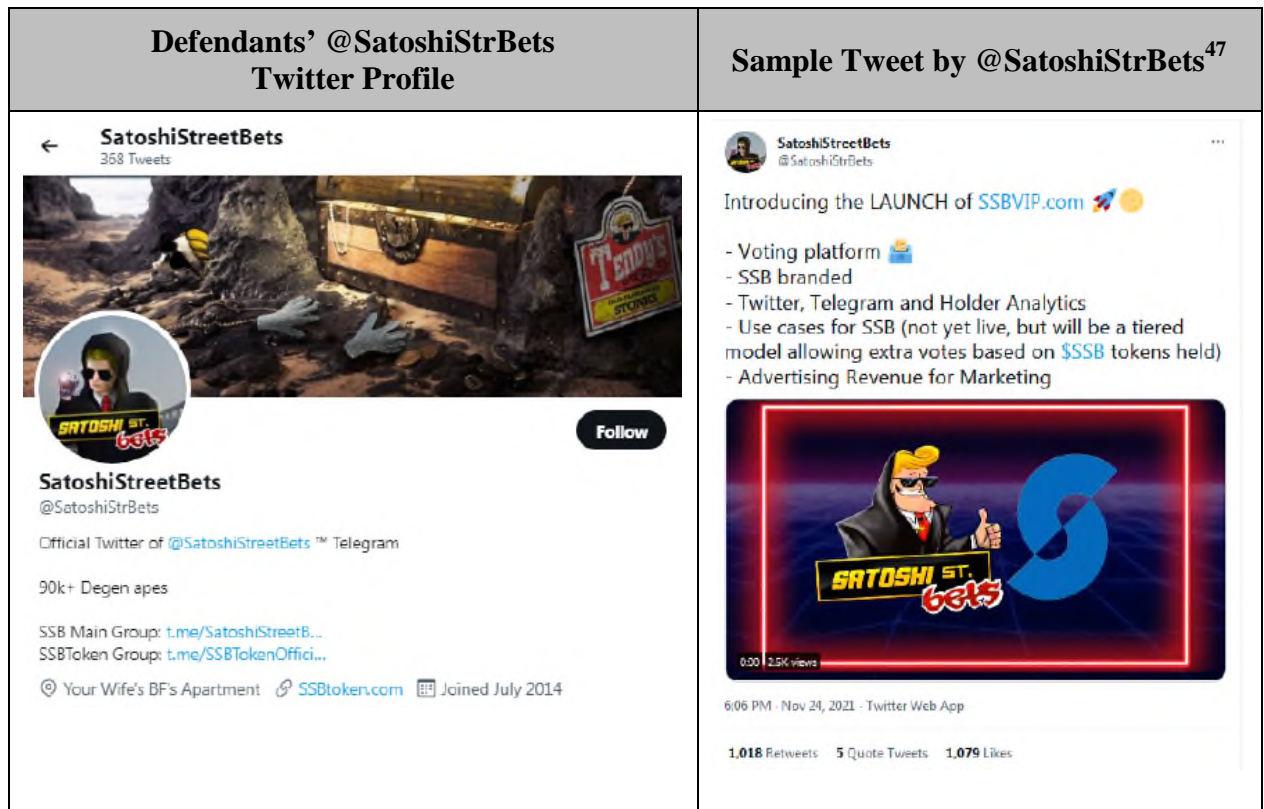 Defendants’ @SatoshiStrBets
Twitter Profile
Sample Tweet by @SatoshiStrBets47
SatoshiStreetBets
368 Tweets
TENDY'S
STONKS
SATOSHI ST.
bets
Follow
SatoshiStreetBets
@SatoshiStrBets
Official Twitter of @SatoshiStreetBets ™ Telegram
90k+ Degen apes
SSB Main Group: t.me/SatoshiStreetB...
SSBToken Group: t.me/SSBTokenOffici...
Your Wife's BF's Apartment SSBtoken.com Joined July 2014
SatoshiStreetBets
@SatoshiStrBets
Introducing the LAUNCH of SSBVIP.com 🚀🌕
- Voting platform 🗳️
- SSB branded
- Twitter, Telegram and Holder Analytics
- Use cases for SSB (not yet live, but will be a tiered
model allowing extra votes based on $SSB tokens held)
- Advertising Revenue for Marketing
SATOSHI ST.
bets
S
0:00 2.5K views
6:06 PM · Nov 24, 2021 · Twitter Web App
1,018 Retweets 5 Quote Tweets 1,079 Likes